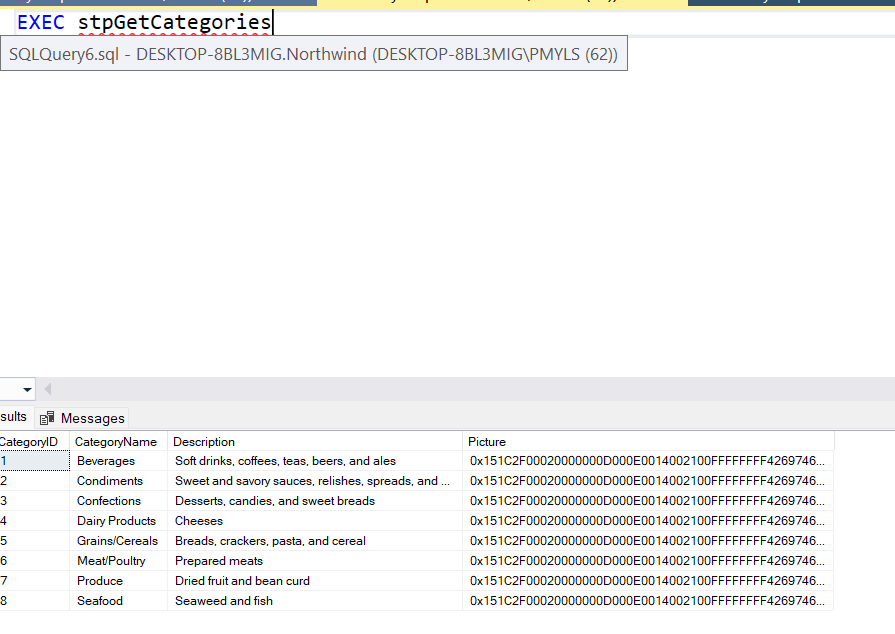 EXEC stpGetCategories
SQLQuery6.sql - DESKTOP-8BL3MIG.Northwind (DESKTOP-8BL3MIG\PMYLS (62))
sults Messages
CategoryID CategoryName Description Picture
1 Beverages Soft drinks, coffees, teas, beers, and ales 0x151C2F00020000000D000E0014002100FFFFFFFF4269746...
2 Condiments Sweet and savory sauces, relishes, spreads, and ... 0x151C2F00020000000D000E0014002100FFFFFFFF4269746...
3 Confections Desserts, candies, and sweet breads 0x151C2F00020000000D000E0014002100FFFFFFFF4269746...
4 Dairy Products Cheeses 0x151C2F00020000000D000E0014002100FFFFFFFF4269746...
5 Grains/Cereals Breads, crackers, pasta, and cereal 0x151C2F00020000000D000E0014002100FFFFFFFF4269746...
6 Meat/Poultry Prepared meats 0x151C2F00020000000D000E0014002100FFFFFFFF4269746...
7 Produce Dried fruit and bean curd 0x151C2F00020000000D000E0014002100FFFFFFFF4269746...
8 Seafood Seaweed and fish 0x151C2F00020000000D000E0014002100FFFFFFFF4269746...